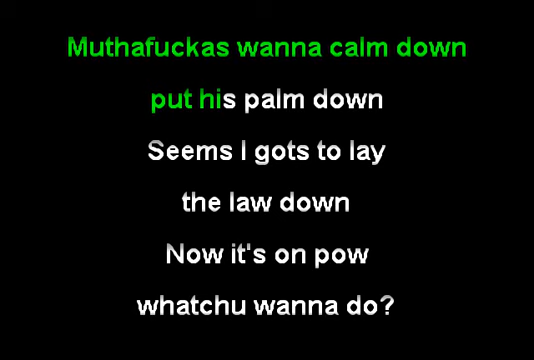 Muthafuckas wanna calm down
put his palm down
Seems I gots to lay
the law down
Now it's on pow
whatchu wanna do?